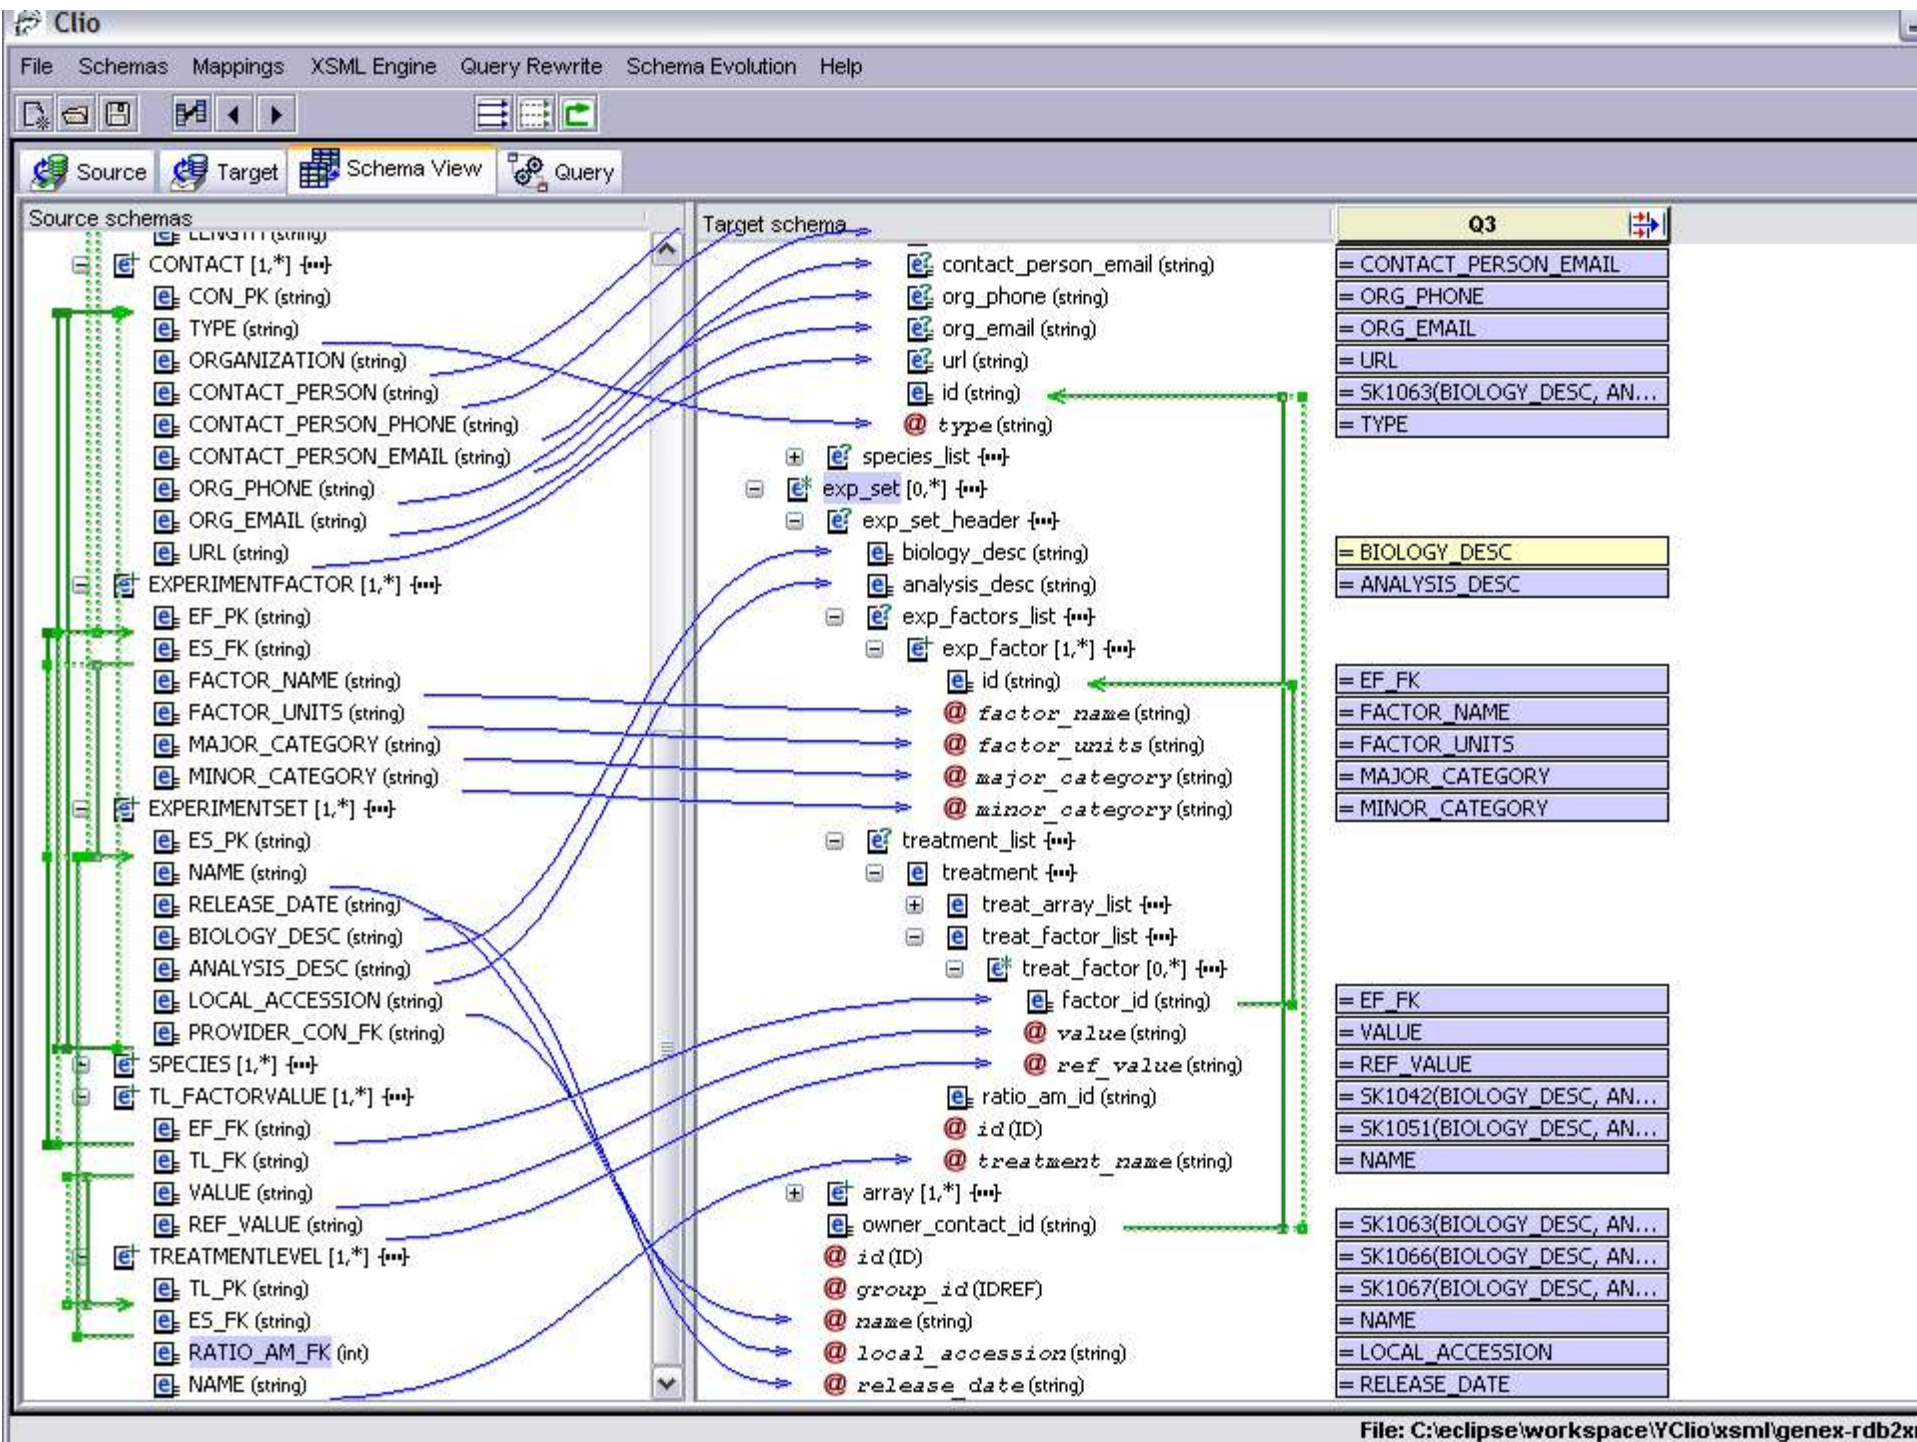 Clio
File Schemas Mappings XSML Engine Query Rewrite Schema Evolution Help
Source Target Schema View Query
Source schemas
LENGTH (string)
CONTACT [1,*] {...}
CON_PK (string)
TYPE (string)
ORGANIZATION (string)
CONTACT_PERSON (string)
CONTACT_PERSON_PHONE (string)
CONTACT_PERSON_EMAIL (string)
ORG_PHONE (string)
ORG_EMAIL (string)
URL (string)
EXPERIMENTFACTOR [1,*] {...}
EF_PK (string)
ES_FK (string)
FACTOR_NAME (string)
FACTOR_UNITS (string)
MAJOR_CATEGORY (string)
MINOR_CATEGORY (string)
EXPERIMENTSET [1,*] {...}
ES_PK (string)
NAME (string)
RELEASE_DATE (string)
BIOLOGY_DESC (string)
ANALYSIS_DESC (string)
LOCAL_ACCESSION (string)
PROVIDER_CON_FK (string)
SPECIES [1,*] {...}
TL_FACTORVALUE [1,*] {...}
EF_FK (string)
TL_FK (string)
VALUE (string)
REF_VALUE (string)
TREATMENTLEVEL [1,*] {...}
TL_PK (string)
ES_FK (string)
RATIO_AM_FK (int)
NAME (string)
Target schema
contact_person_email (string)
org_phone (string)
org_email (string)
url (string)
id (string)
@ type (string)
species_list {...}
exp_set [0,*] {...}
exp_set_header {...}
biology_desc (string)
analysis_desc (string)
exp_factors_list {...}
exp_factor [1,*] {...}
id (string)
@ factor_name (string)
@ factor_units (string)
@ major_category (string)
@ minor_category (string)
treatment_list {...}
treatment {...}
treat_array_list {...}
treat_factor_list {...}
treat_factor [0,*] {...}
factor_id (string)
@ value (string)
@ ref_value (string)
ratio_am_id (string)
@ id (ID)
@ treatment_name (string)
array [1,*] {...}
owner_contact_id (string)
@ id (ID)
@ group_id (IDREF)
@ name (string)
@ local_accession (string)
@ release_date (string)
Q3
= CONTACT_PERSON_EMAIL
= ORG_PHONE
= ORG_EMAIL
= URL
= SK1063(BIOLOGY_DESC, AN...
= TYPE
= BIOLOGY_DESC
= ANALYSIS_DESC
= EF_FK
= FACTOR_NAME
= FACTOR_UNITS
= MAJOR_CATEGORY
= MINOR_CATEGORY
= EF_FK
= VALUE
= REF_VALUE
= SK1042(BIOLOGY_DESC, AN...
= SK1051(BIOLOGY_DESC, AN...
= NAME
= SK1063(BIOLOGY_DESC, AN...
= SK1066(BIOLOGY_DESC, AN...
= SK1067(BIOLOGY_DESC, AN...
= NAME
= LOCAL_ACCESSION
= RELEASE_DATE
File: C:\eclipse\workspace\YClio\xsml\genex-rdb2x